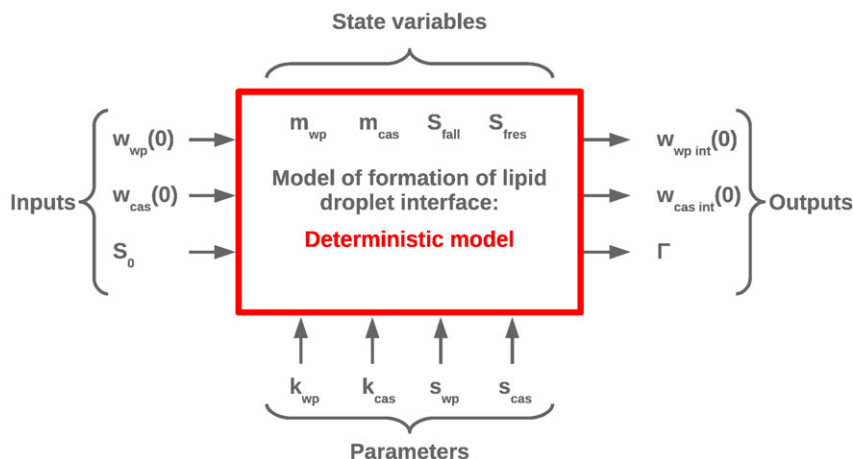 State variables
m_wp m_cas S_fall S_fres
w_wp(0) w_wp int(0)
Model of formation of lipid
droplet interface:
Inputs w_cas(0) w_cas int(0) Outputs
Deterministic model
S_0 Γ
k_wp k_cas s_wp s_cas
Parameters